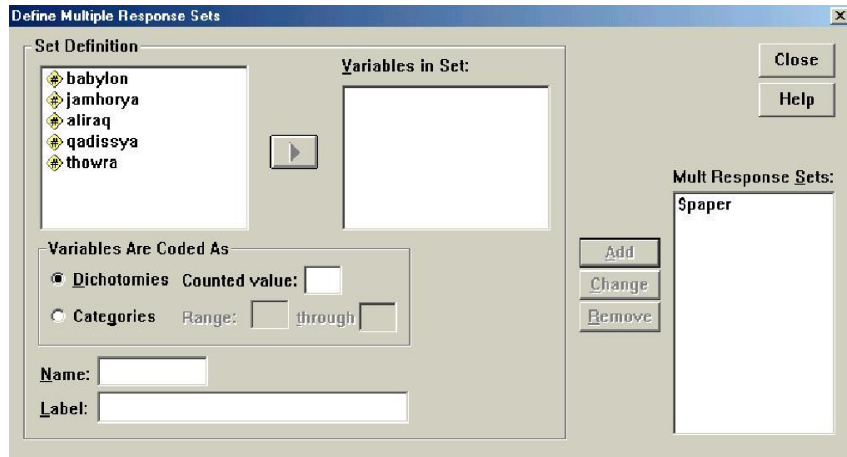 Define Multiple Response Sets
Set Definition
babylon
jamhorya
aliraq
qadissya
thowra
Variables in Set:
Close
Help
Mult Response Sets:
$paper
Variables Are Coded As
Dichotomies Counted value:
Categories Range: through
Add
Change
Remove
Name:
Label: